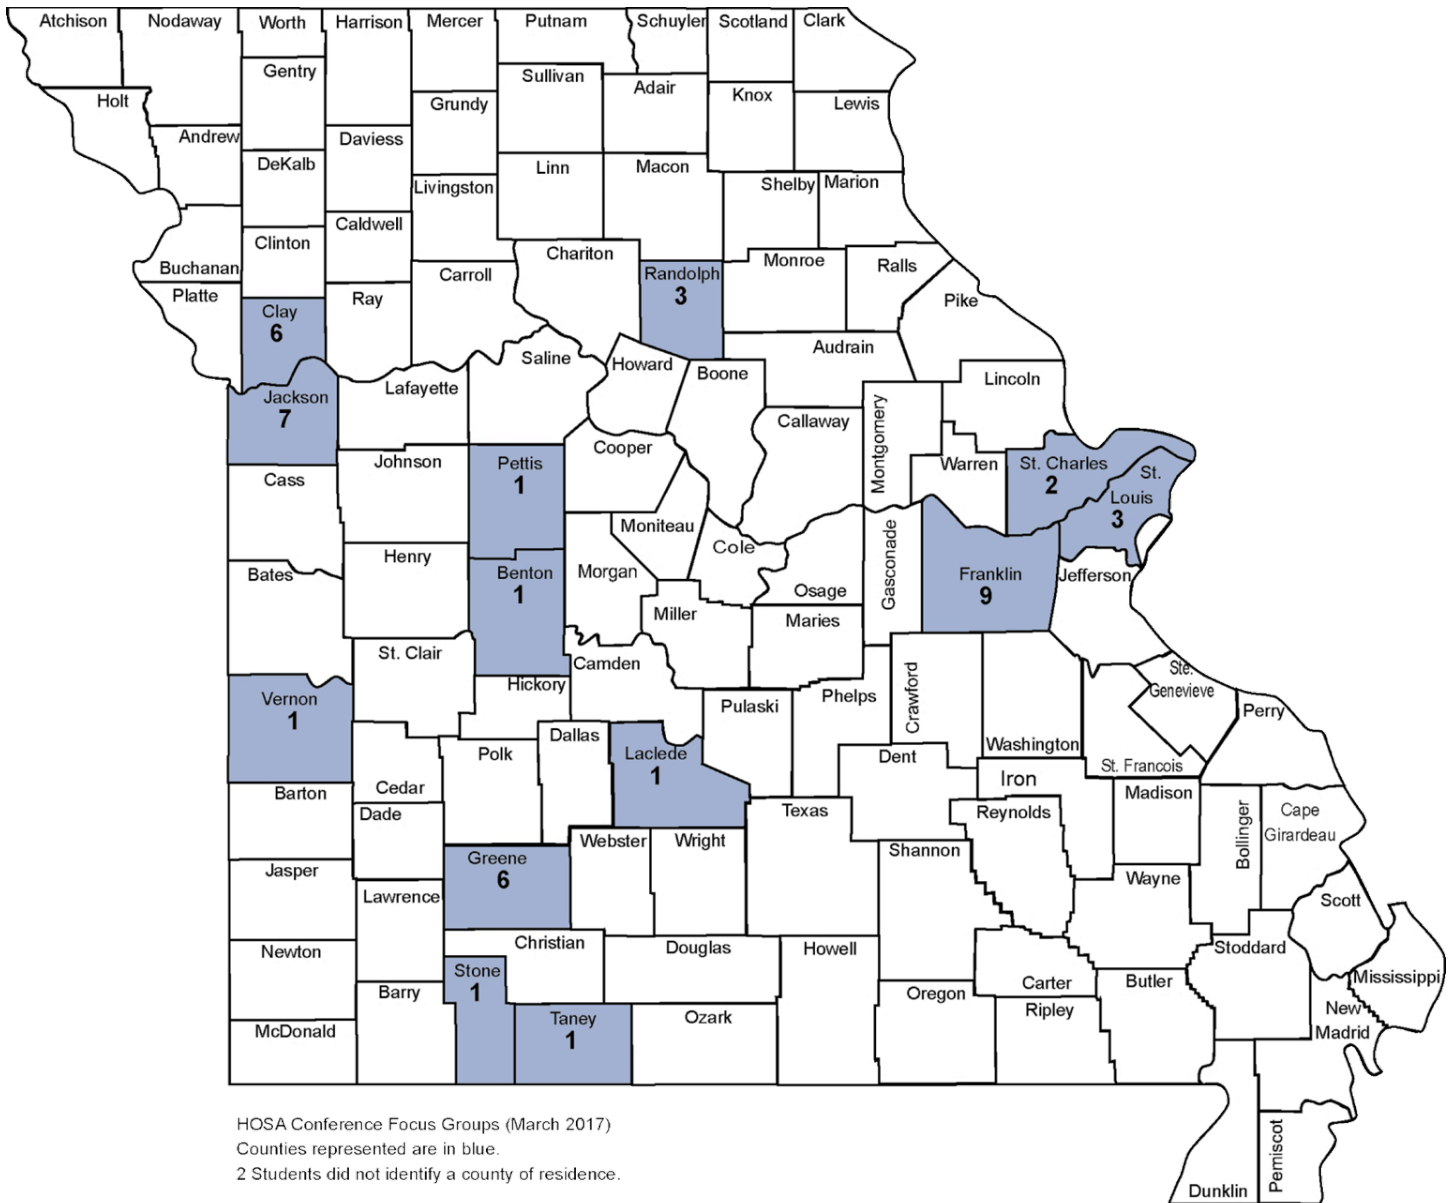 Atchison
Nodaway
Worth
Harrison
Mercer
Putnam
Schuyler
Scotland
Clark
Gentry
Sullivan
Adair
Knox
Lewis
Holt
Grundy
Andrew
Daviess
DeKalb
Linn
Macon
Livingston
Shelby
Marion
Caldwell
Clinton
Chariton
Buchanan
Carroll
Randolph
3
Monroe
Ralls
Platte
Ray
Pike
Clay
6
Saline
Howard
Boone
Audrain
Lincoln
Jackson
7
Lafayette
Callaway
Montgomery
Cooper
Johnson
Pettis
1
Warren
St. Charles
2
St.
Louis
3
Cass
Moniteau
Cole
Gasconade
Henry
Bates
Benton
1
Morgan
Osage
Franklin
9
Jefferson
Miller
Maries
St. Clair
Camden
Hickory
Vernon
1
Phelps
Crawford
Ste.
Genevieve
Pulaski
Perry
Polk
Dallas
Laclede
1
Washington
Dent
St. Francois
Iron
Cedar
Barton
Madison
Dade
Texas
Reynolds
Bollinger
Cape
Girardeau
Webster
Wright
Shannon
Greene
6
Jasper
Wayne
Lawrence
Scott
Christian
Douglas
Howell
Stoddard
Newton
Stone
1
Mississippi
Carter
Butler
Barry
Oregon
Ripley
New
Madrid
Taney
1
Ozark
McDonald
HOSA Conference Focus Groups (March 2017)
Counties represented are in blue.
2 Students did not identify a county of residence.
Pemiscot
Dunklin